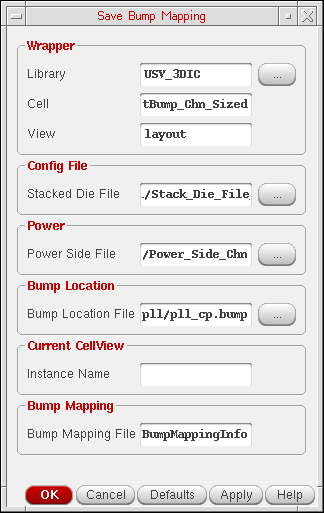 Save Bump Mapping
Wrapper
Library USV_3DIC ...
Cell tBump_Chn_Sized
View layout
Config File
Stacked Die File ./Stack_Die_File_ ...
Power
Power Side File /Power_Side_Chn ...
Bump Location
Bump Location File pll/pll_cp.bump ...
Current CellView
Instance Name
Bump Mapping
Bump Mapping File BumpMappingInfo
OK Cancel Defaults Apply Help